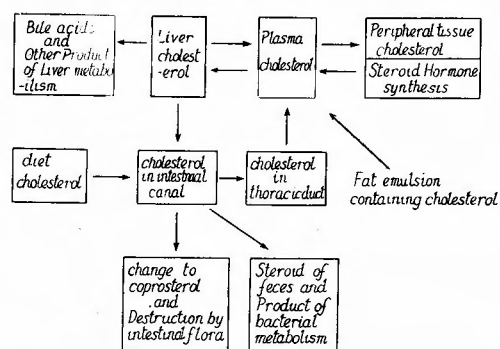 Bile acids
and
Other Product
of Liver metabo
-ilism
Liver
cholest
-erol
Plasma
cholesterol
Peripheral tissue
cholesterol
Steroid Hormone
synthesis
diet
cholesterol
cholesterol
in intestinal
canal
cholesterol
in
thoracicduct
Fat emulsion
containing cholesterol
change to
coprosterol
.and
Destruction by
intestinal flora
Steroid of
feces and
Product of
bacterial
metabolism